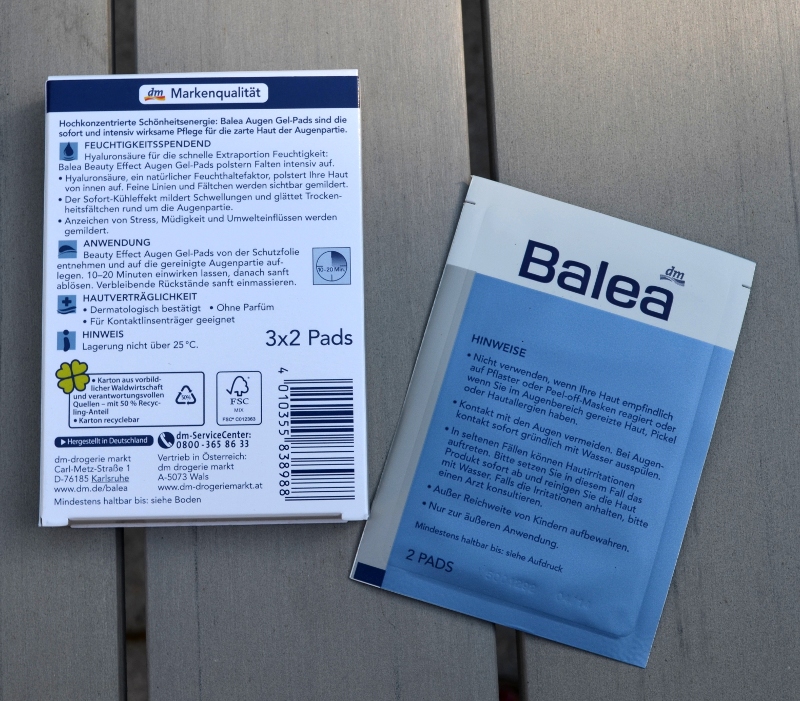 dm Markenqualität
Hochkonzentrierte Schönheitsenergie: Balea Augen Gel-Pads sind die
sofort und intensiv wirksame Pflege für die zarte Haut der Augenpartie.
FEUCHTIGKEITSSPENDEND
Hyaluronsäure für die schnelle Extraportion Feuchtigkeit:
Balea Beauty Effect Augen Gel-Pads polstern Falten intensiv auf.
• Hyaluronsäure, ein natürlicher Feuchthaltefaktor, polstert Ihre Haut
von innen auf. Feine Linien und Fältchen werden sichtbar gemildert.
• Der Sofort-Kühleffekt mildert Schwellungen und glättet Trocken-
heitsfältchen rund um die Augenpartie.
• Anzeichen von Stress, Müdigkeit und Umwelteinflüssen werden
gemildert.
ANWENDUNG
Beauty Effect Augen Gel-Pads von der Schutzfolie
entnehmen und auf die gereinigte Augenpartie auf-
legen. 10–20 Minuten einwirken lassen, danach sanft
ablösen. Verbleibende Rückstände sanft einmassieren.
10-20 Min.
HAUTVERTRÄGLICHKEIT
• Dermatologisch bestätigt • Ohne Parfüm
• Für Kontaktlinsenträger geeignet
HINWEIS
Lagerung nicht über 25 °C.
3x2 Pads
• Karton aus vorbild-
licher Waldwirtschaft
und verantwortungsvollen
Quellen – mit 50 % Recyc-
ling-Anteil
• Karton recyclebar
50%
FSC
MIX
FSC® C012363
Hergestellt in Deutschland
dm-ServiceCenter:
0800-365 86 33
dm-drogerie markt
Carl-Metz-Straße 1
D-76185 Karlsruhe
www.dm.de/balea
Vertrieb in Österreich:
dm drogerie markt
A-5073 Wals
www.dm-drogeriemarkt.at
Mindestens haltbar bis: siehe Boden
4 010355 838988
dm
Balea
HINWEISE
• Nicht verwenden, wenn Ihre Haut empfindlich
auf Pflaster oder Peel-off-Masken reagiert oder
wenn Sie im Augenbereich gereizte Haut, Pickel
oder Hautallergien haben.
• Kontakt mit den Augen vermeiden. Bei Augen-
kontakt sofort gründlich mit Wasser ausspülen.
• In seltenen Fällen können Hautirritationen
auftreten. Bitte setzen Sie in diesem Fall das
Produkt sofort ab und reinigen Sie die Haut
mit Wasser. Falls die Irritationen anhalten, bitte
einen Arzt konsultieren.
• Außer Reichweite von Kindern aufbewahren.
• Nur zur äußeren Anwendung.
Mindestens haltbar bis: siehe Aufdruck
2 PADS